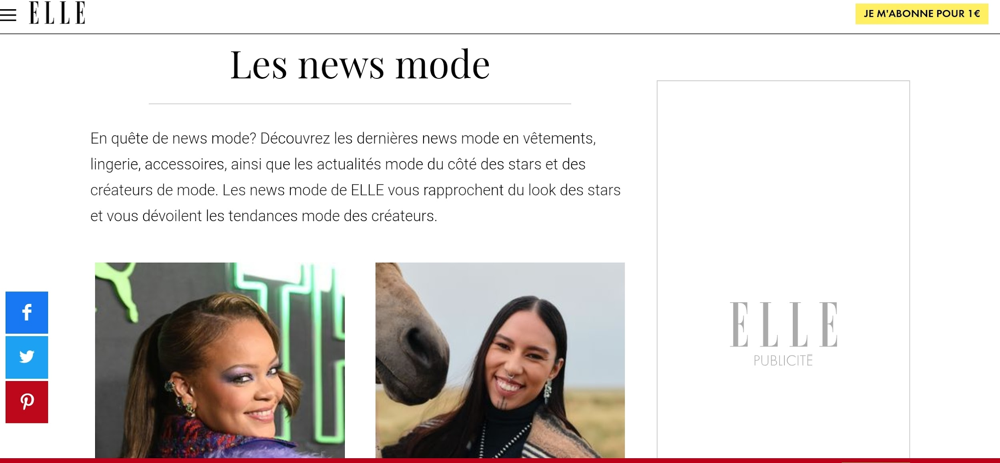 ELLE
JE M'ABONNE POUR 1€
Les news mode
En quête de news mode? Découvrez les dernières news mode en vêtements,
lingerie, accessoires, ainsi que les actualités mode du côté des stars et des
créateurs de mode. Les news mode de ELLE vous rapprochent du look des stars
et vous dévoilent les tendances mode des créateurs.
ELLE
PUBLICITÉ